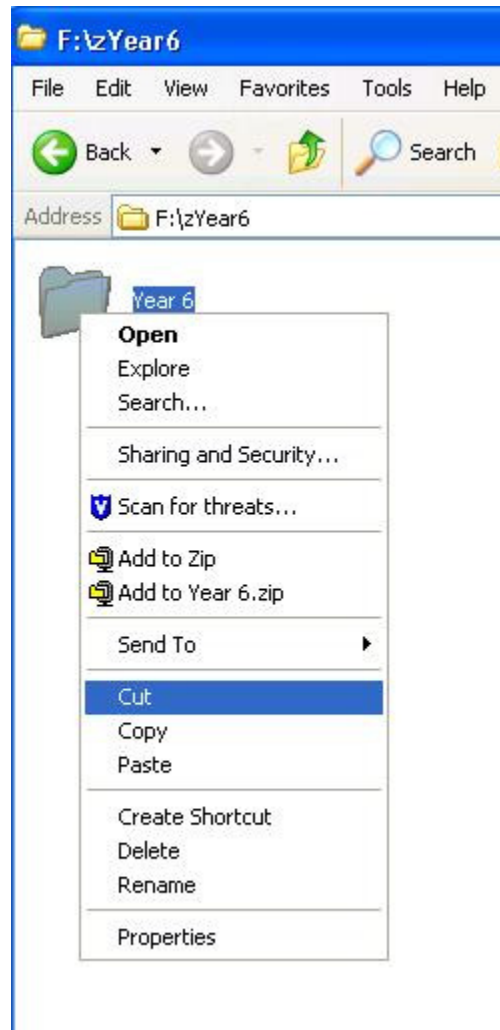 F:\zYear6
File Edit View Favorites Tools Help
Back Search
Address F:\zYear6
Year 6
Open
Explore
Search...
Sharing and Security...
Scan for threats...
Add to Zip
Add to Year 6.zip
Send To
Cut
Copy
Paste
Create Shortcut
Delete
Rename
Properties